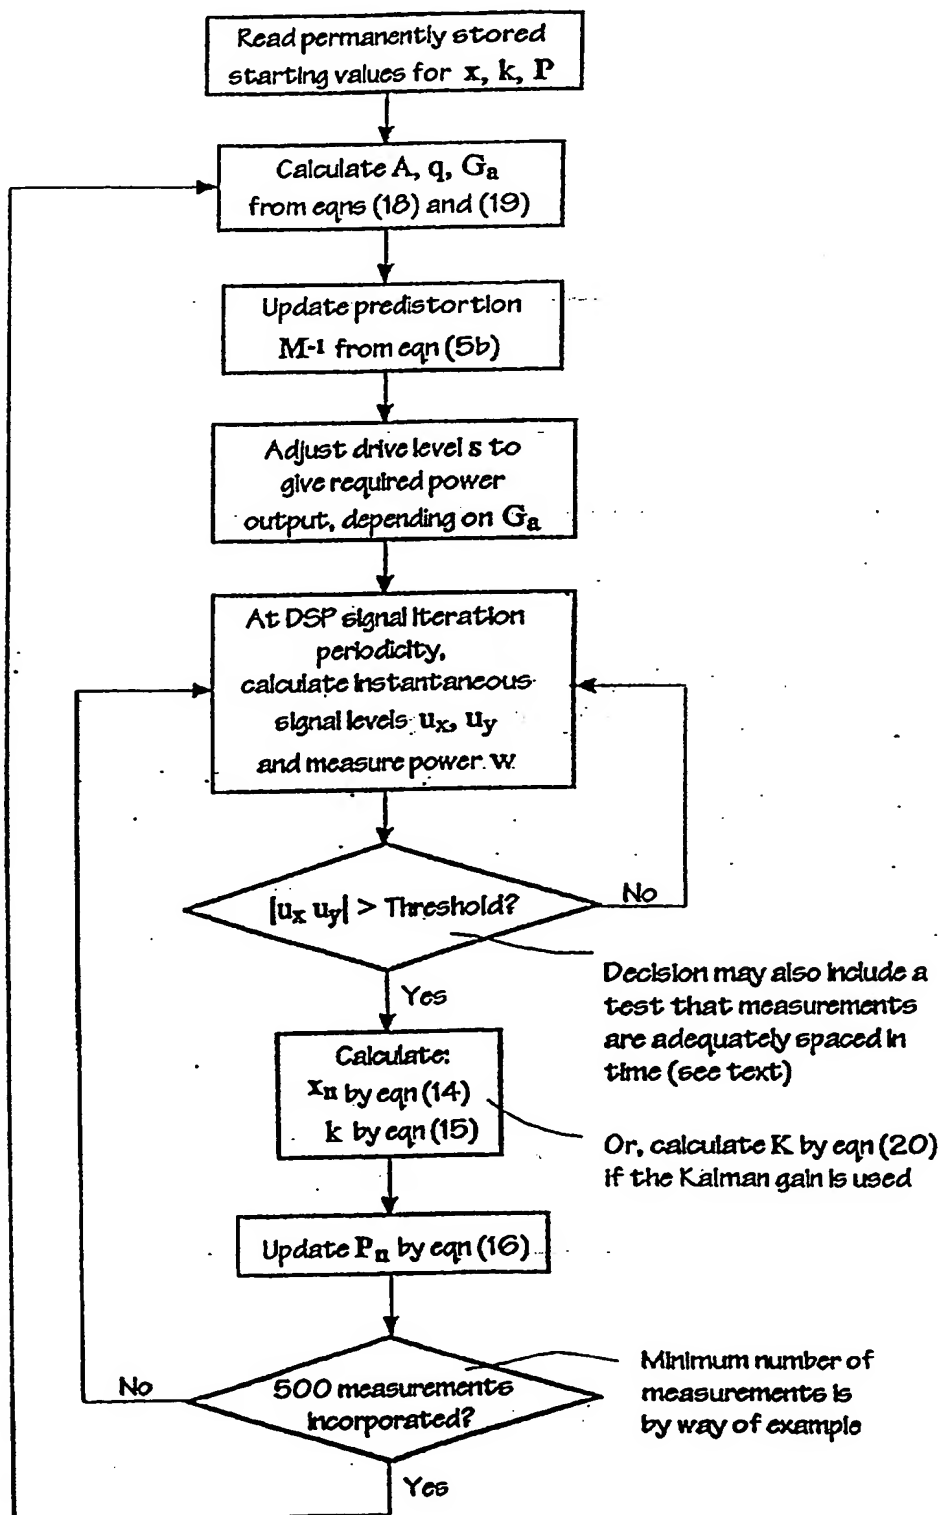 Read permanently stored
starting values for x, k, P
Calculate A, q, Gₐ
from eqns (18) and (19)
Update predistortion
M⁻¹ from eqn (5b)
Adjust drive level s to
give required power
output, depending on Gₐ
At DSP signal iteration
periodicity,
calculate instantaneous
signal levels uₓ, u_y
and measure power w
|uₓ u_y| > Threshold?
No
Decision may also include a
test that measurements
are adequately spaced in
time (see text)
Yes
Calculate:
xₙ by eqn (14)
k by eqn (15)
Or, calculate K by eqn (20)
if the Kalman gain is used
Update Pₙ by eqn (16)
Minimum number of
measurements is
by way of example
No
500 measurements
incorporated?
Yes